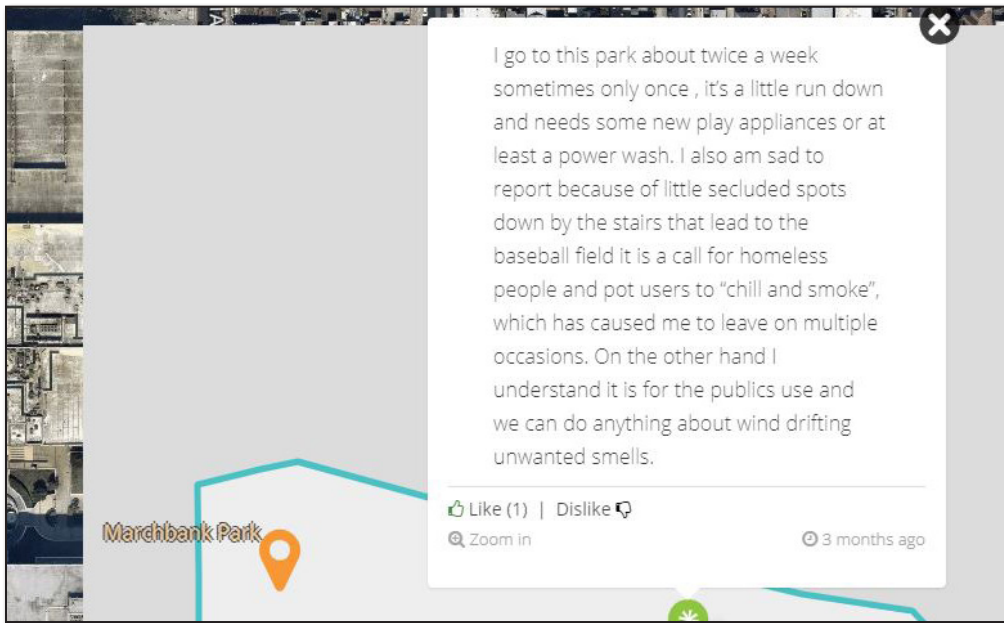 I go to this park about twice a week
sometimes only once , it's a little run down
and needs some new play appliances or at
least a power wash. I also am sad to
report because of little secluded spots
down by the stairs that lead to the
baseball field it is a call for homeless
people and pot users to “chill and smoke”,
which has caused me to leave on multiple
occasions. On the other hand I
understand it is for the publics use and
we can do anything about wind drifting
unwanted smells.
Like (1) | Dislike
Zoom in
3 months ago
Marchbank Park